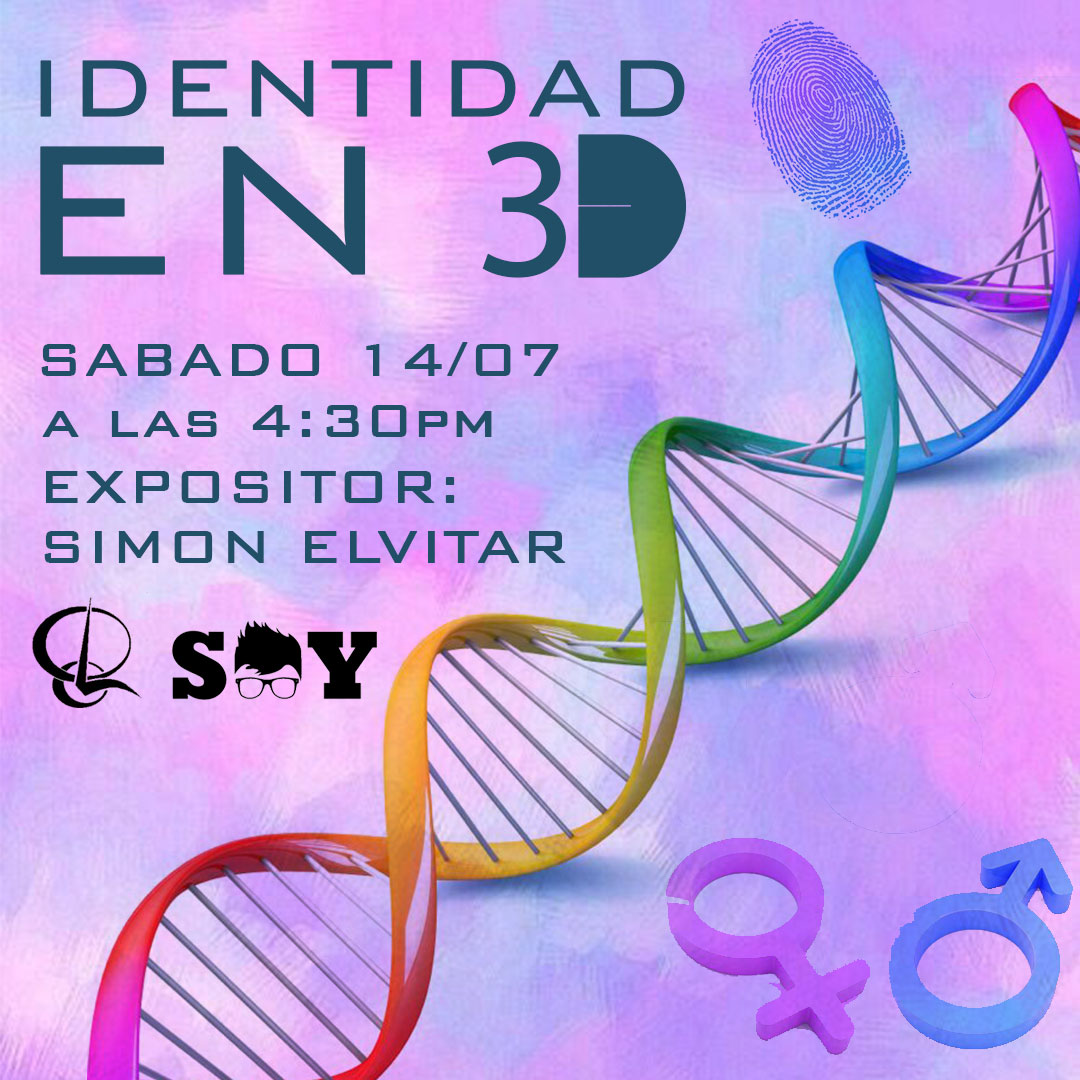 IDENTIDAD
EN 3D
SABADO 14/07
A LAS 4:30PM
EXPOSITOR:
SIMON ELVITAR
SOY